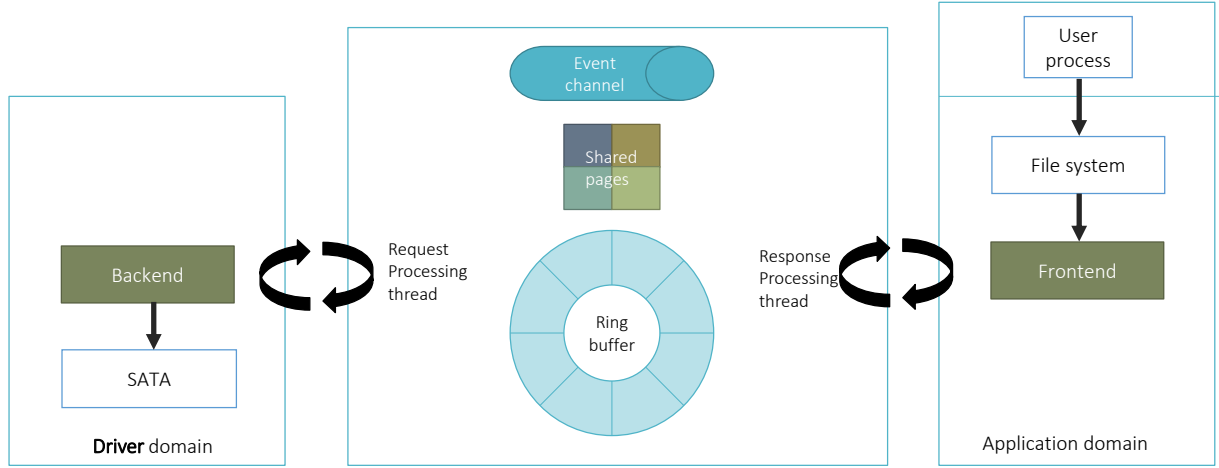 Event
channel
Shared
pages
Request
Processing
thread
Ring
buffer
Response
Processing
thread
Backend
SATA
Driver domain
User
process
File system
Frontend
Application domain